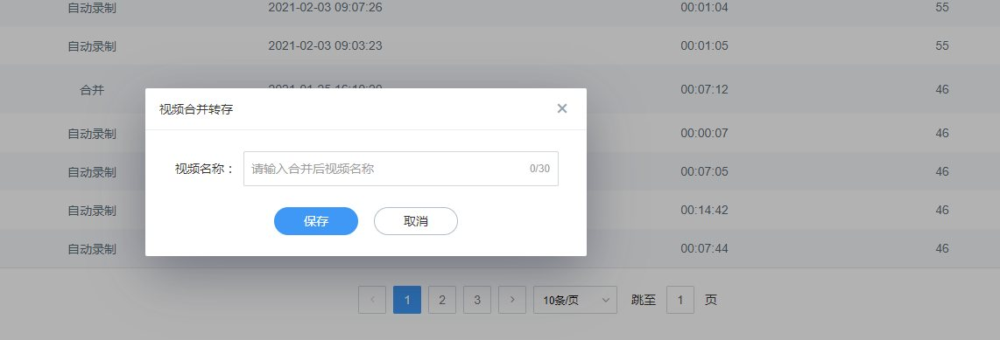 自动录制 2021-02-03 09:07:26 00:01:04 55
自动录制 2021-02-03 09:03:23 00:01:05 55
合并 00:07:12 46
视频合并转存
自动录制 00:00:07 46
视频名称： 请输入合并后视频名称 0/30
自动录制 00:07:05 46
自动录制 00:14:42 46
保存 取消
自动录制 00:07:44 46
1 2 3 10条/页 跳至 1 页